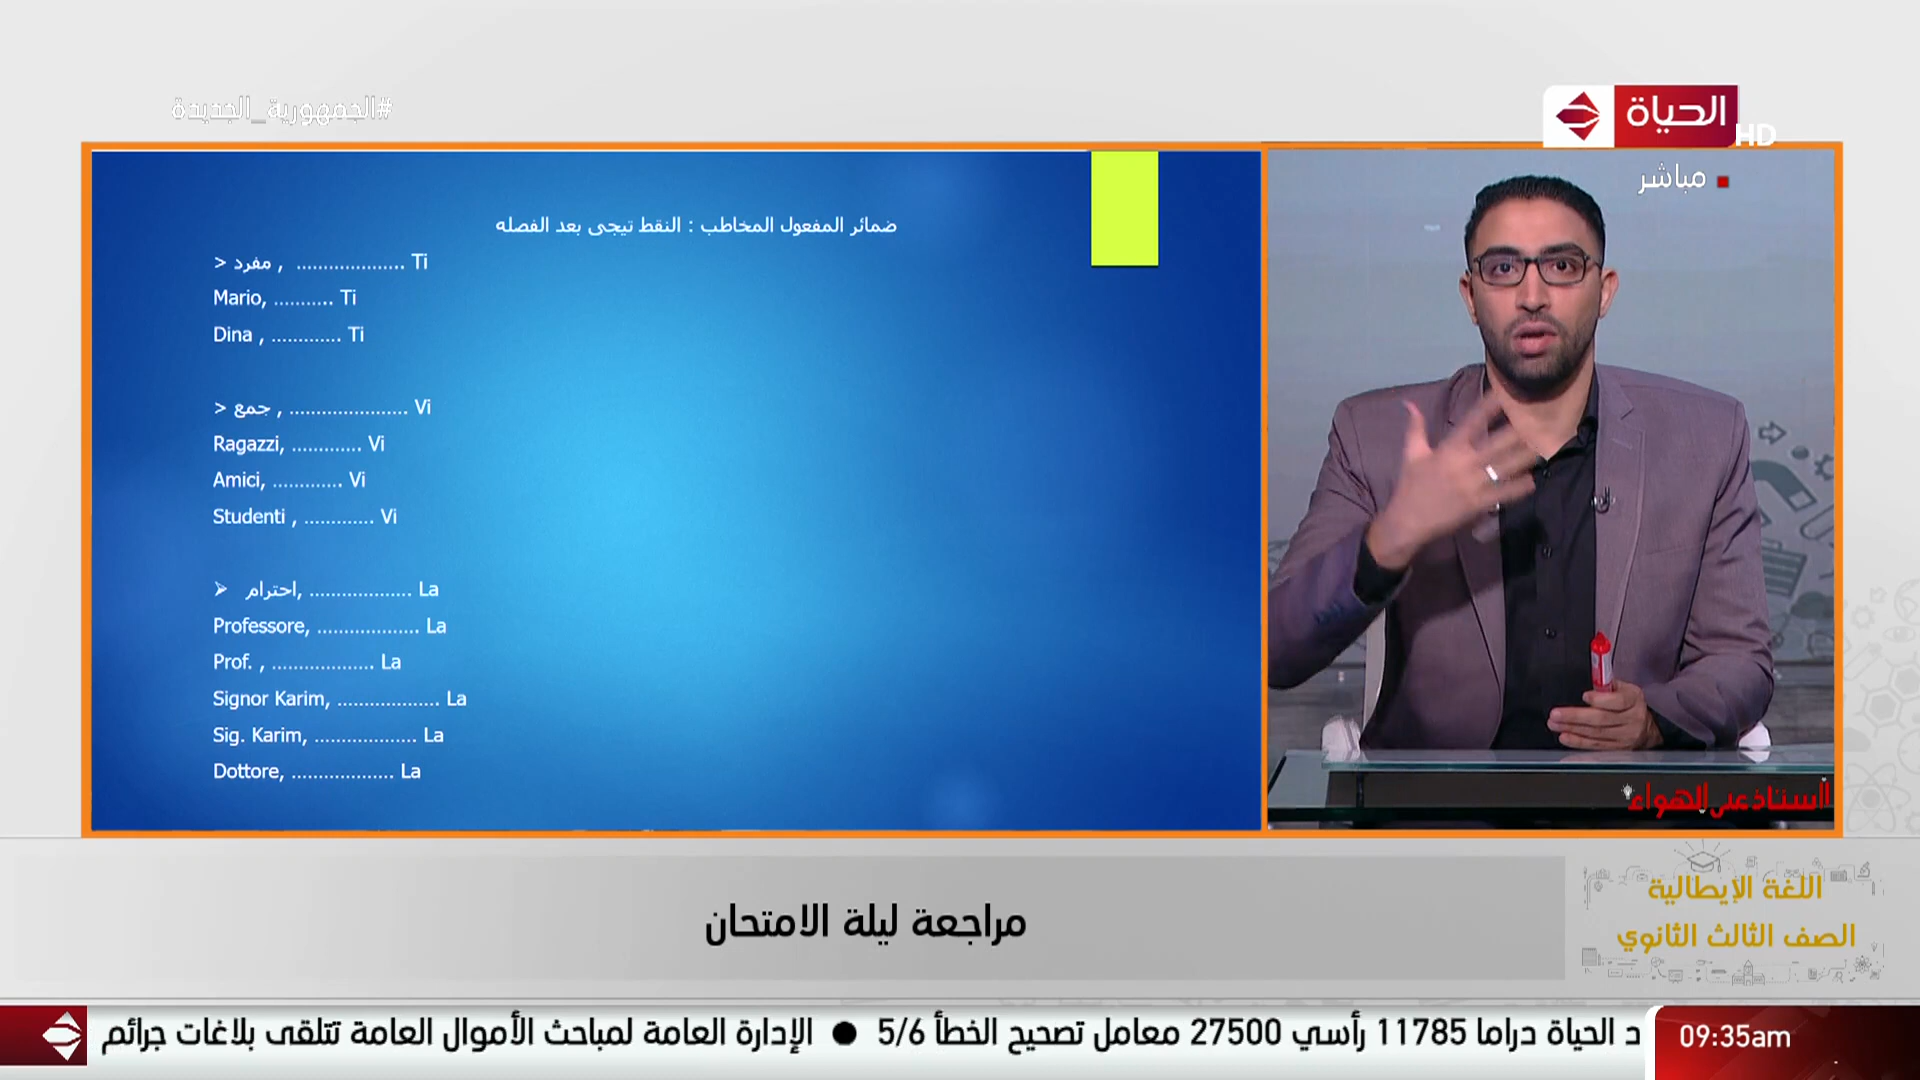 #الجمهورية_الجديدة
الحياة
HD
مباشر
ضمائر المفعول المخاطب : النقط تيجى بعد الفصله
> مفرد , .................... Ti
Mario, ........... Ti
Dina , ............. Ti
> جمع , ...................... Vi
Ragazzi, ............. Vi
Amici, ............. Vi
Studenti , ............. Vi
➢ احترام, ................... La
Professore, ................... La
Prof. , ................... La
Signor Karim, ................... La
Sig. Karim, ................... La
Dottore, ................... La
أستاذ على الهواء
اللغة الإيطالية
الصف الثالث الثانوي
مراجعة ليلة الامتحان
د الحياة دراما 11785 رأسي 27500 معامل تصحيح الخطأ 5/6 ● الإدارة العامة لمباحث الأموال العامة تتلقى بلاغات جرائم
09:35am